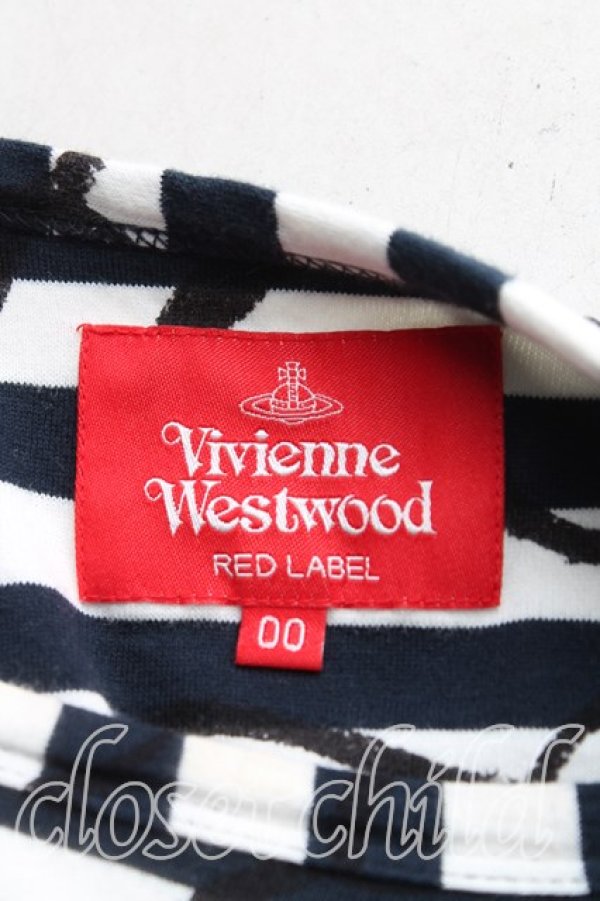 Vivienne
Westwood
RED LABEL
00
closet child